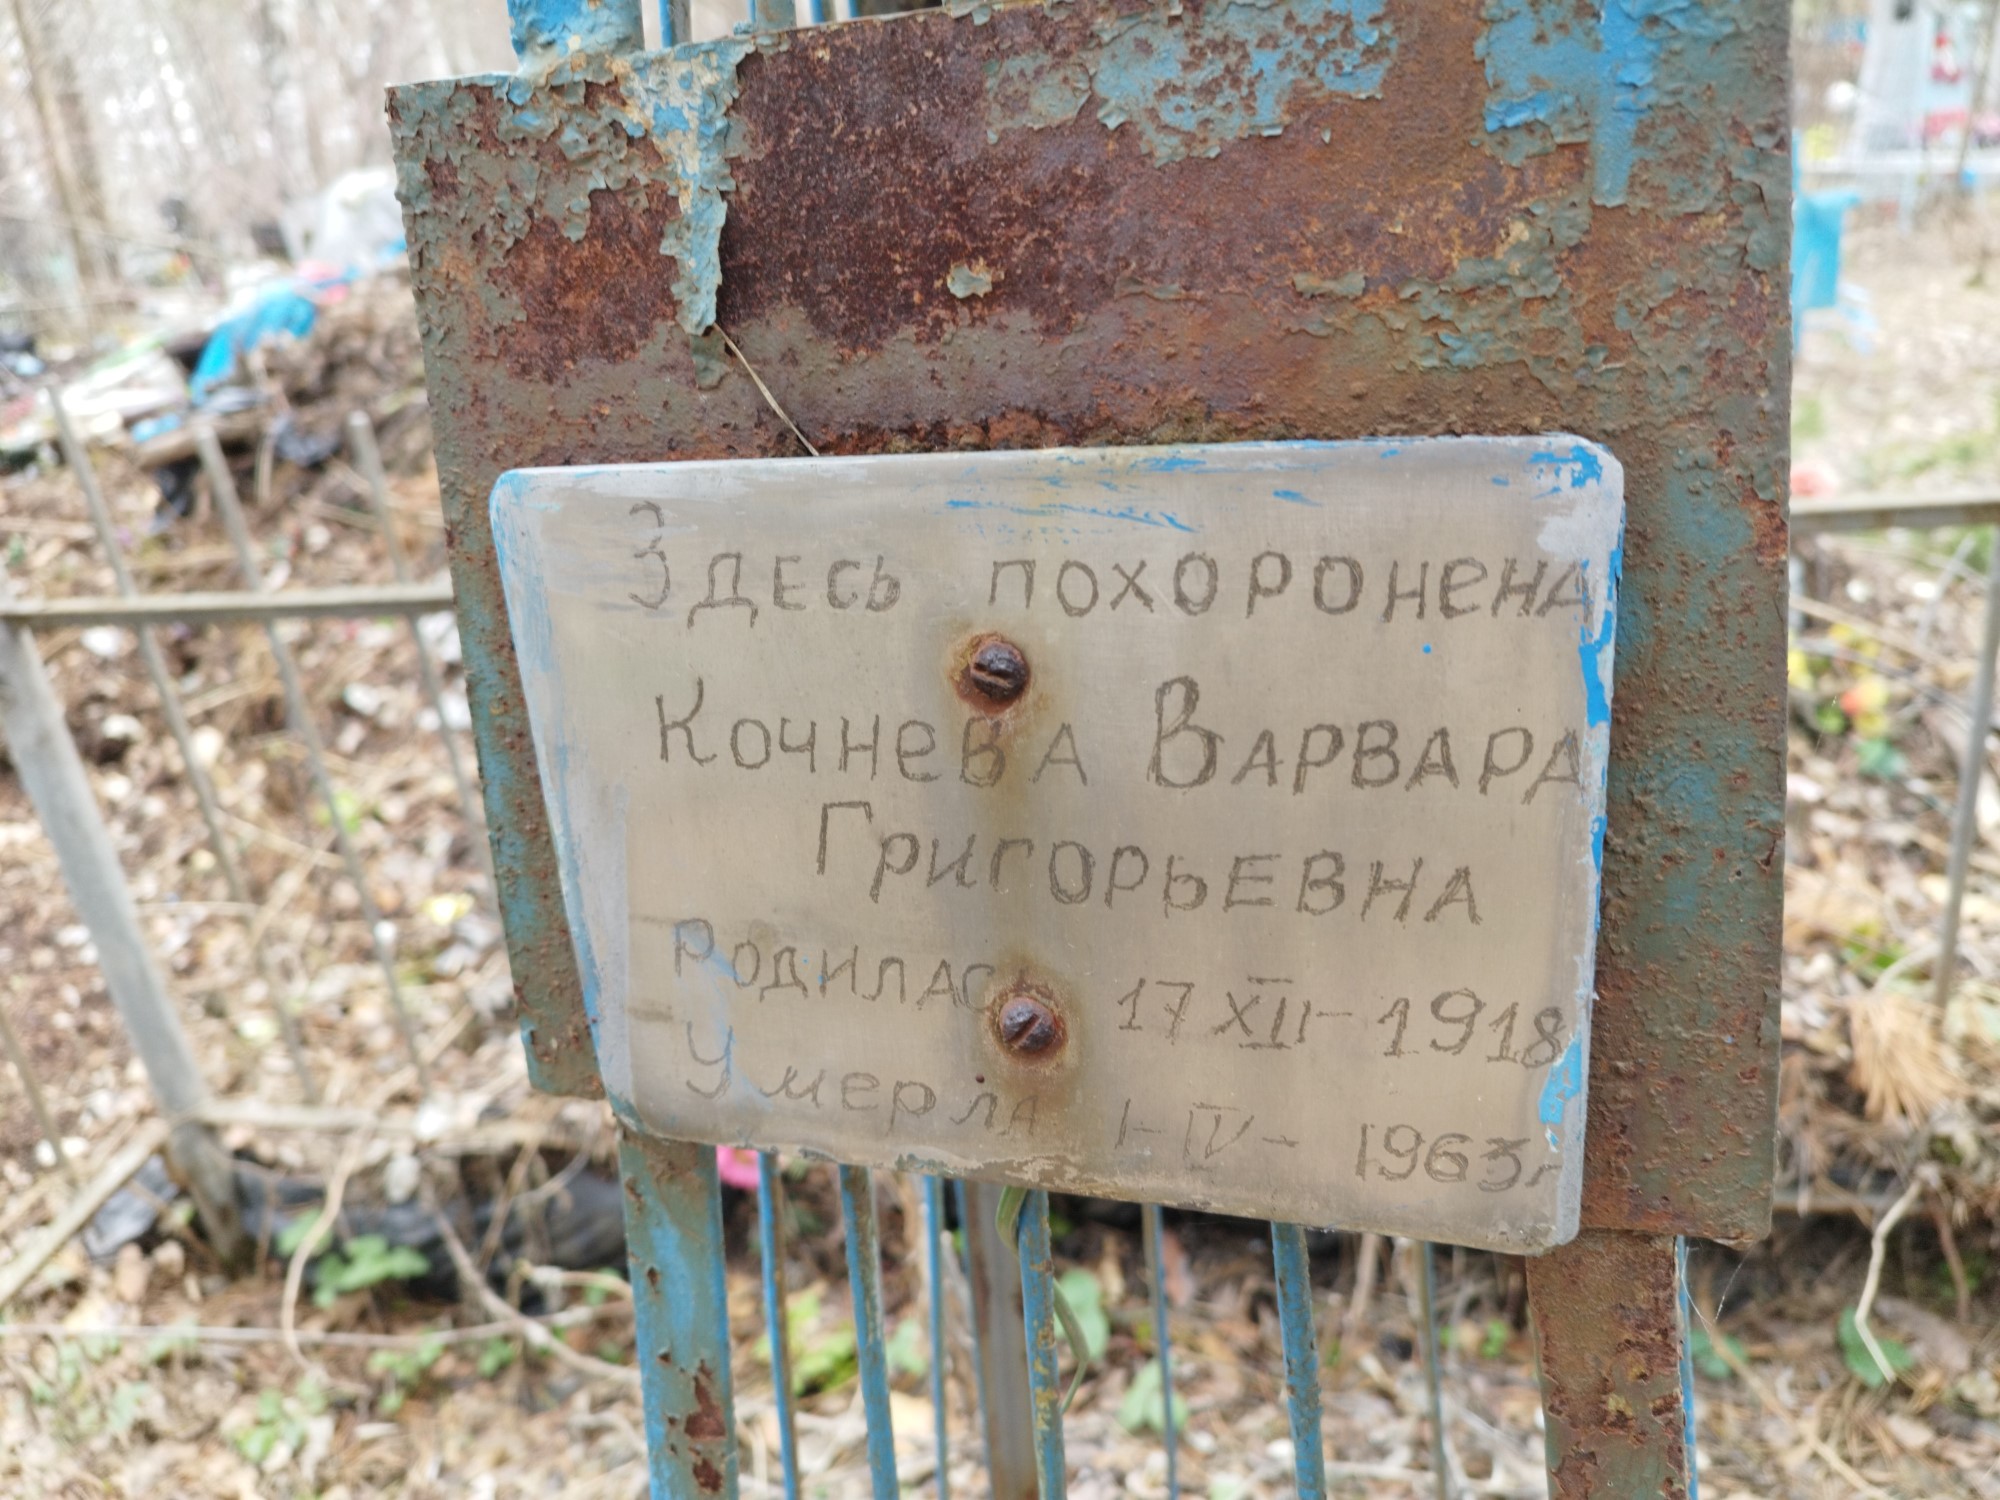 Здесь похоронена
Кочнева Варвара
Григорьевна
Родилась 17 XII-1918
Умерла 1-IV-1963г